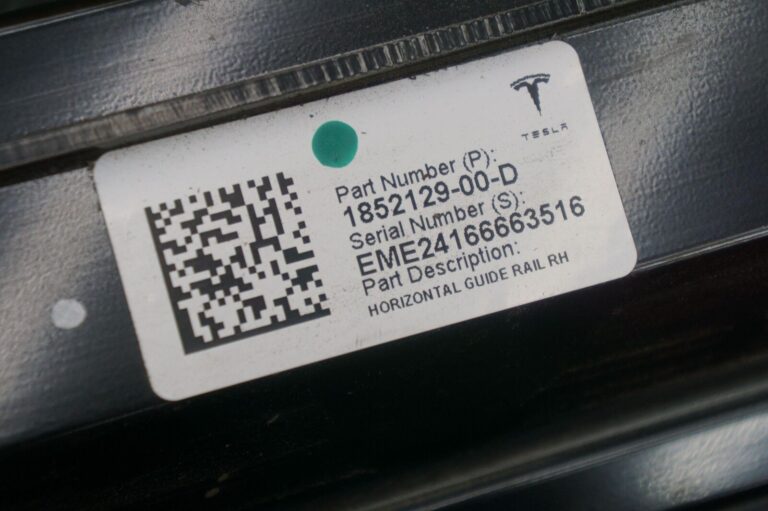 TESLA
Part Number (P):
1852129-00-D
Serial Number (S):
EME24166663516
Part Description:
HORIZONTAL GUIDE RAIL RH